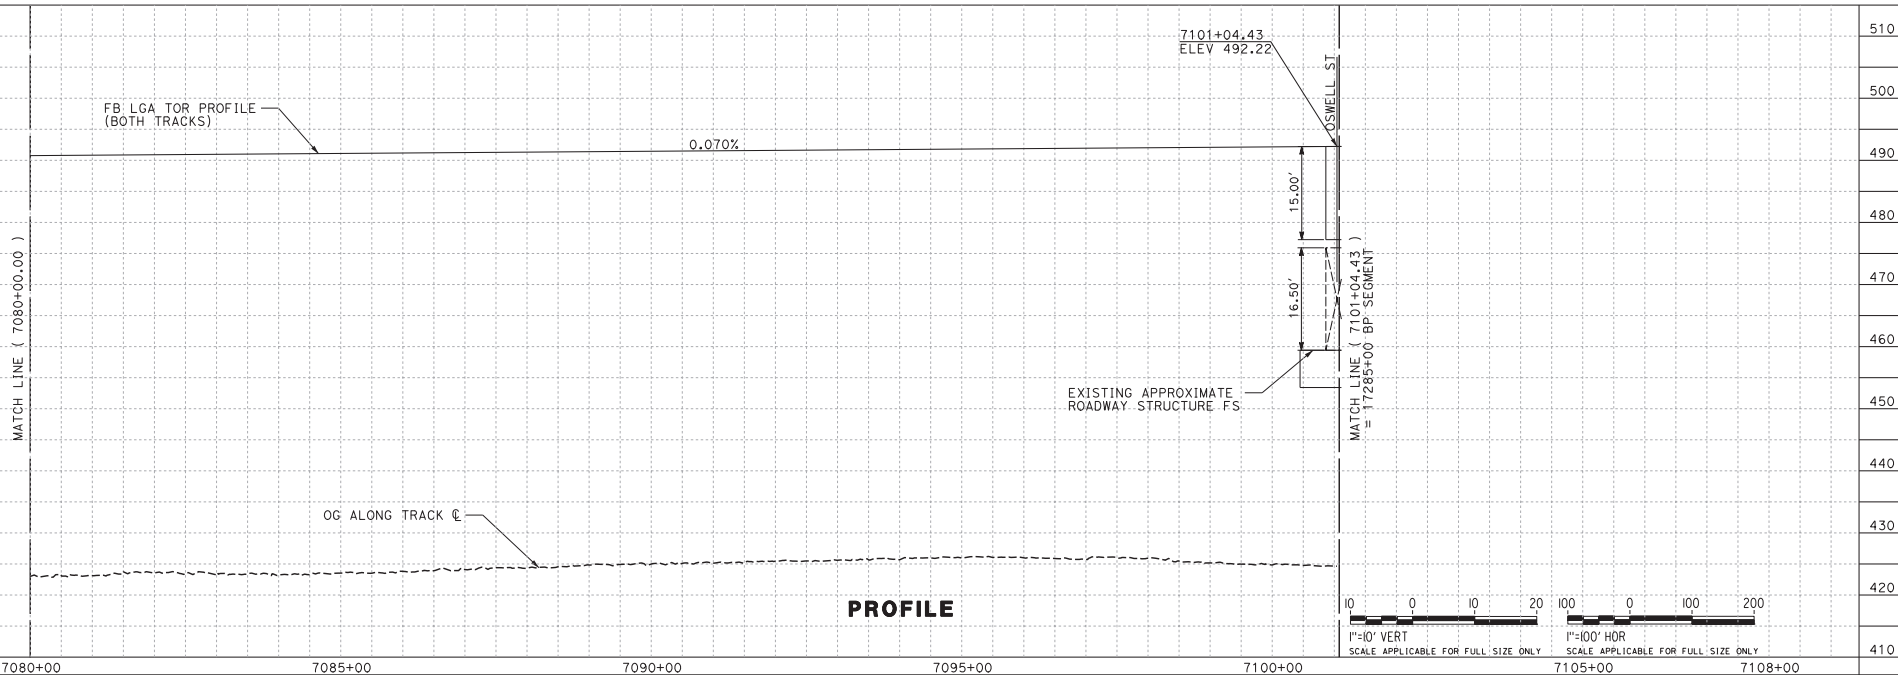 7101+04.43
ELEV 492.22
OSWELL ST
FB LGA TOR PROFILE
(BOTH TRACKS)
0.070%
15.00'
16.50'
MATCH LINE ( 7080+00.00 )
MATCH LINE ( 7101+04.43 )
= 17285+00 BP SEGMENT
EXISTING APPROXIMATE
ROADWAY STRUCTURE FS
OG ALONG TRACK ℄
PROFILE
510
500
490
480
470
460
450
440
430
420
410
10 0 10 20
1"=10' VERT
SCALE APPLICABLE FOR FULL SIZE ONLY
100 0 100 200
1"=100' HOR
SCALE APPLICABLE FOR FULL SIZE ONLY
7080+00 7085+00 7090+00 7095+00 7100+00 7105+00 7108+00